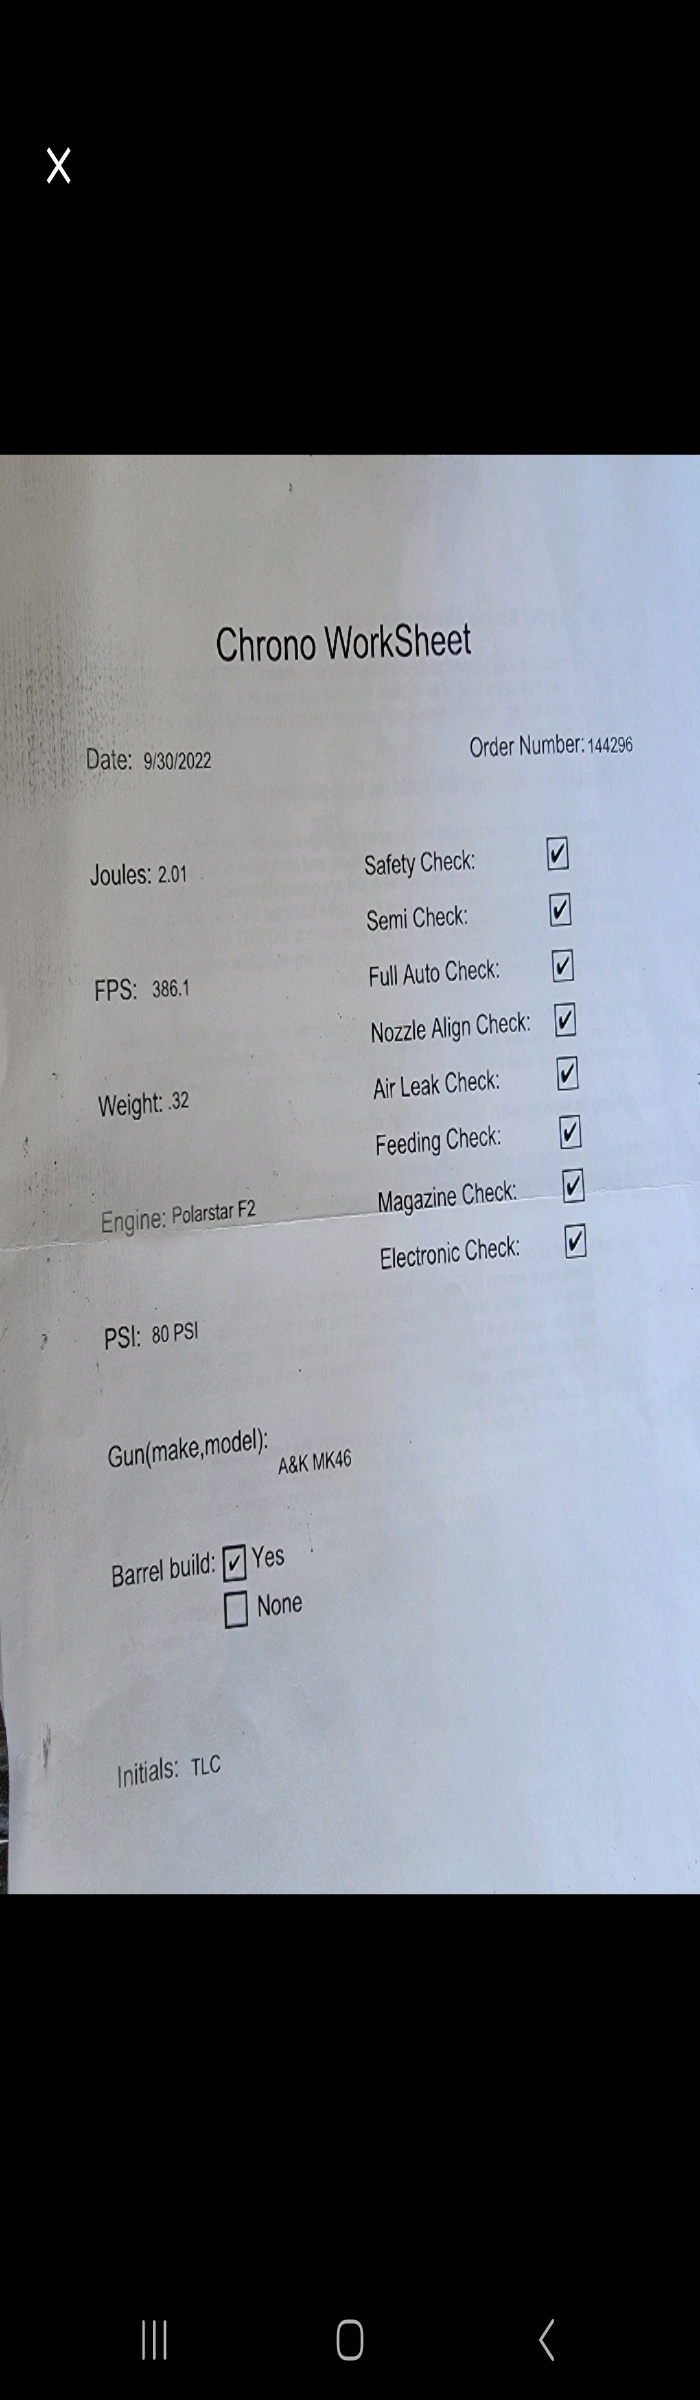 X
Chrono WorkSheet
Date: 9/30/2022
Order Number: 144296
Joules: 2.01
FPS: 386.1
Weight: .32
Engine: Polarstar F2
PSI: 80 PSI
Gun(make,model): A&K MK46
Barrel build: ✓ Yes
None
Initials: TLC
Safety Check: ✓
Semi Check: ✓
Full Auto Check: ✓
Nozzle Align Check: ✓
Air Leak Check: ✓
Feeding Check: ✓
Magazine Check: ✓
Electronic Check: ✓